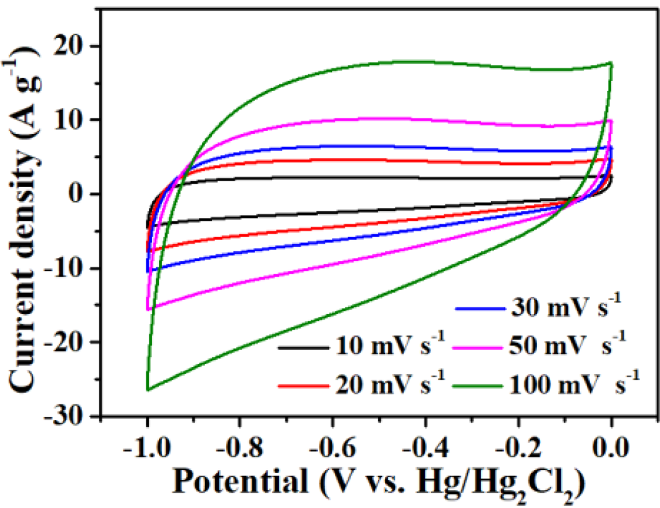 Current density (A g⁻¹)
20
10
0
-10
-20
-30
30 mV s⁻¹
10 mV s⁻¹
50 mV s⁻¹
20 mV s⁻¹
100 mV s⁻¹
-1.0
-0.8
-0.6
-0.4
-0.2
0.0
Potential (V vs. Hg/Hg₂Cl₂)